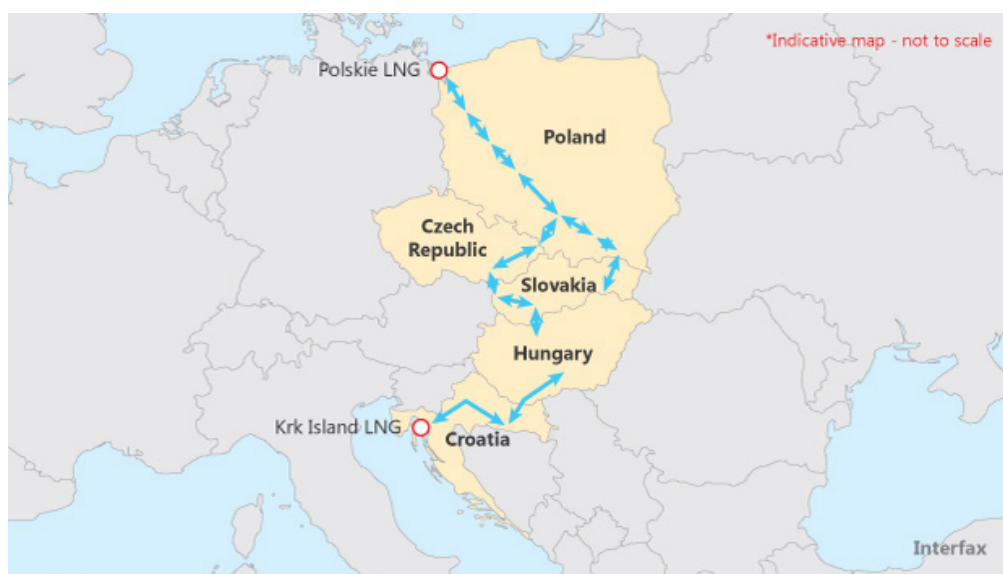 *Indicative map - not to scale
Polskie LNG
Poland
Czech
Republic
Slovakia
Hungary
Krk Island LNG
Croatia
Interfax